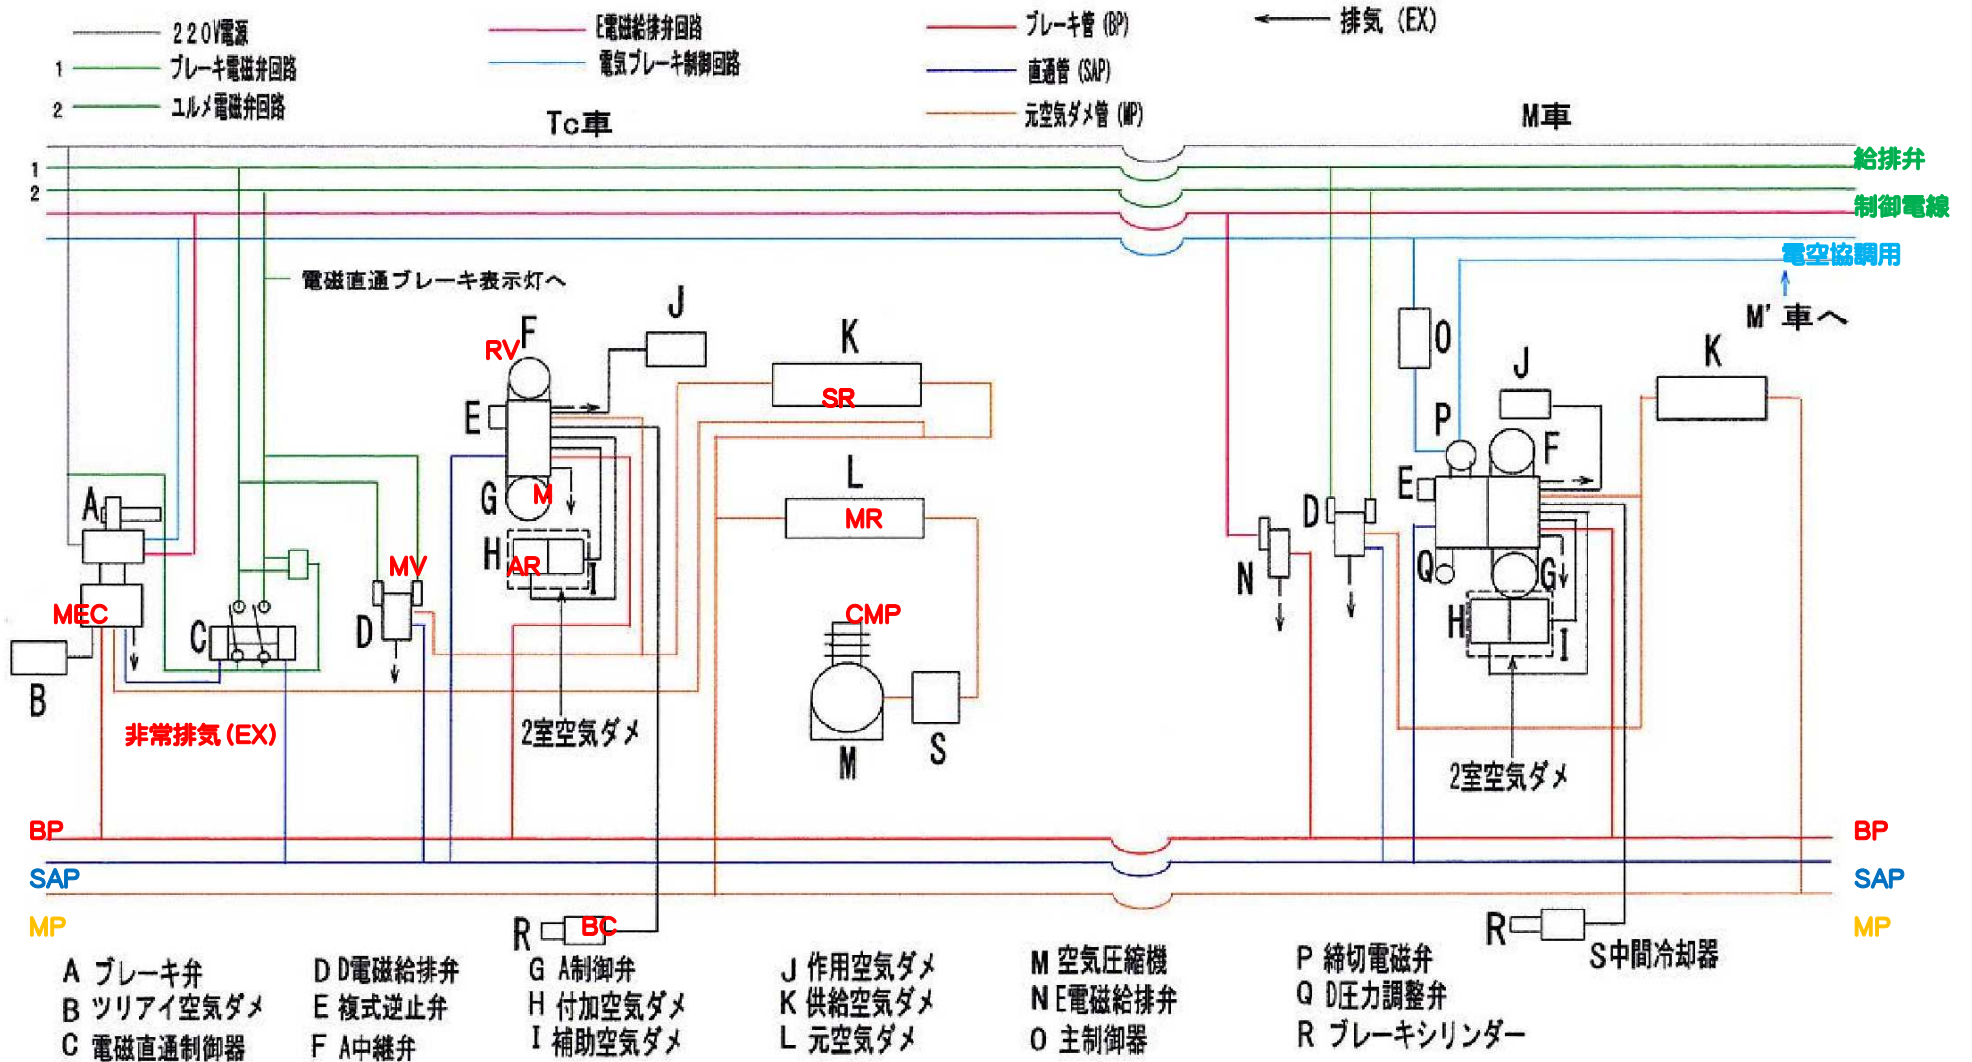 220V電源
1 ブレーキ電磁弁回路
2 ユルメ電磁弁回路
E電磁給排弁回路
電気ブレーキ制御回路
ブレーキ管(BP)
直通管(SAP)
元空気ダメ管(MP)
排気(EX)
Tc車
M車
1
2
給排弁
制御電線
電空協調用
M'車へ
電磁直通ブレーキ表示灯へ
A
MEC
B
C
非常排気(EX)
MV
D
RV
F
E
G
M
H
AR
I
2室空気ダメ
J
K
SR
L
MR
CMP
M
S
N
D
O
P
E
Q
J
F
G
H
I
K
2室空気ダメ
BP
SAP
MP
BP
SAP
MP
R
BC
R
A ブレーキ弁
B ツリアイ空気ダメ
C 電磁直通制御器
D D電磁給排弁
E 複式逆止弁
F A中継弁
G A制御弁
H 付加空気ダメ
I 補助空気ダメ
J 作用空気ダメ
K 供給空気ダメ
L 元空気ダメ
M 空気圧縮機
N E電磁給排弁
O 主制御器
P 締切電磁弁
Q D圧力調整弁
R ブレーキシリンダー
S中間冷却器